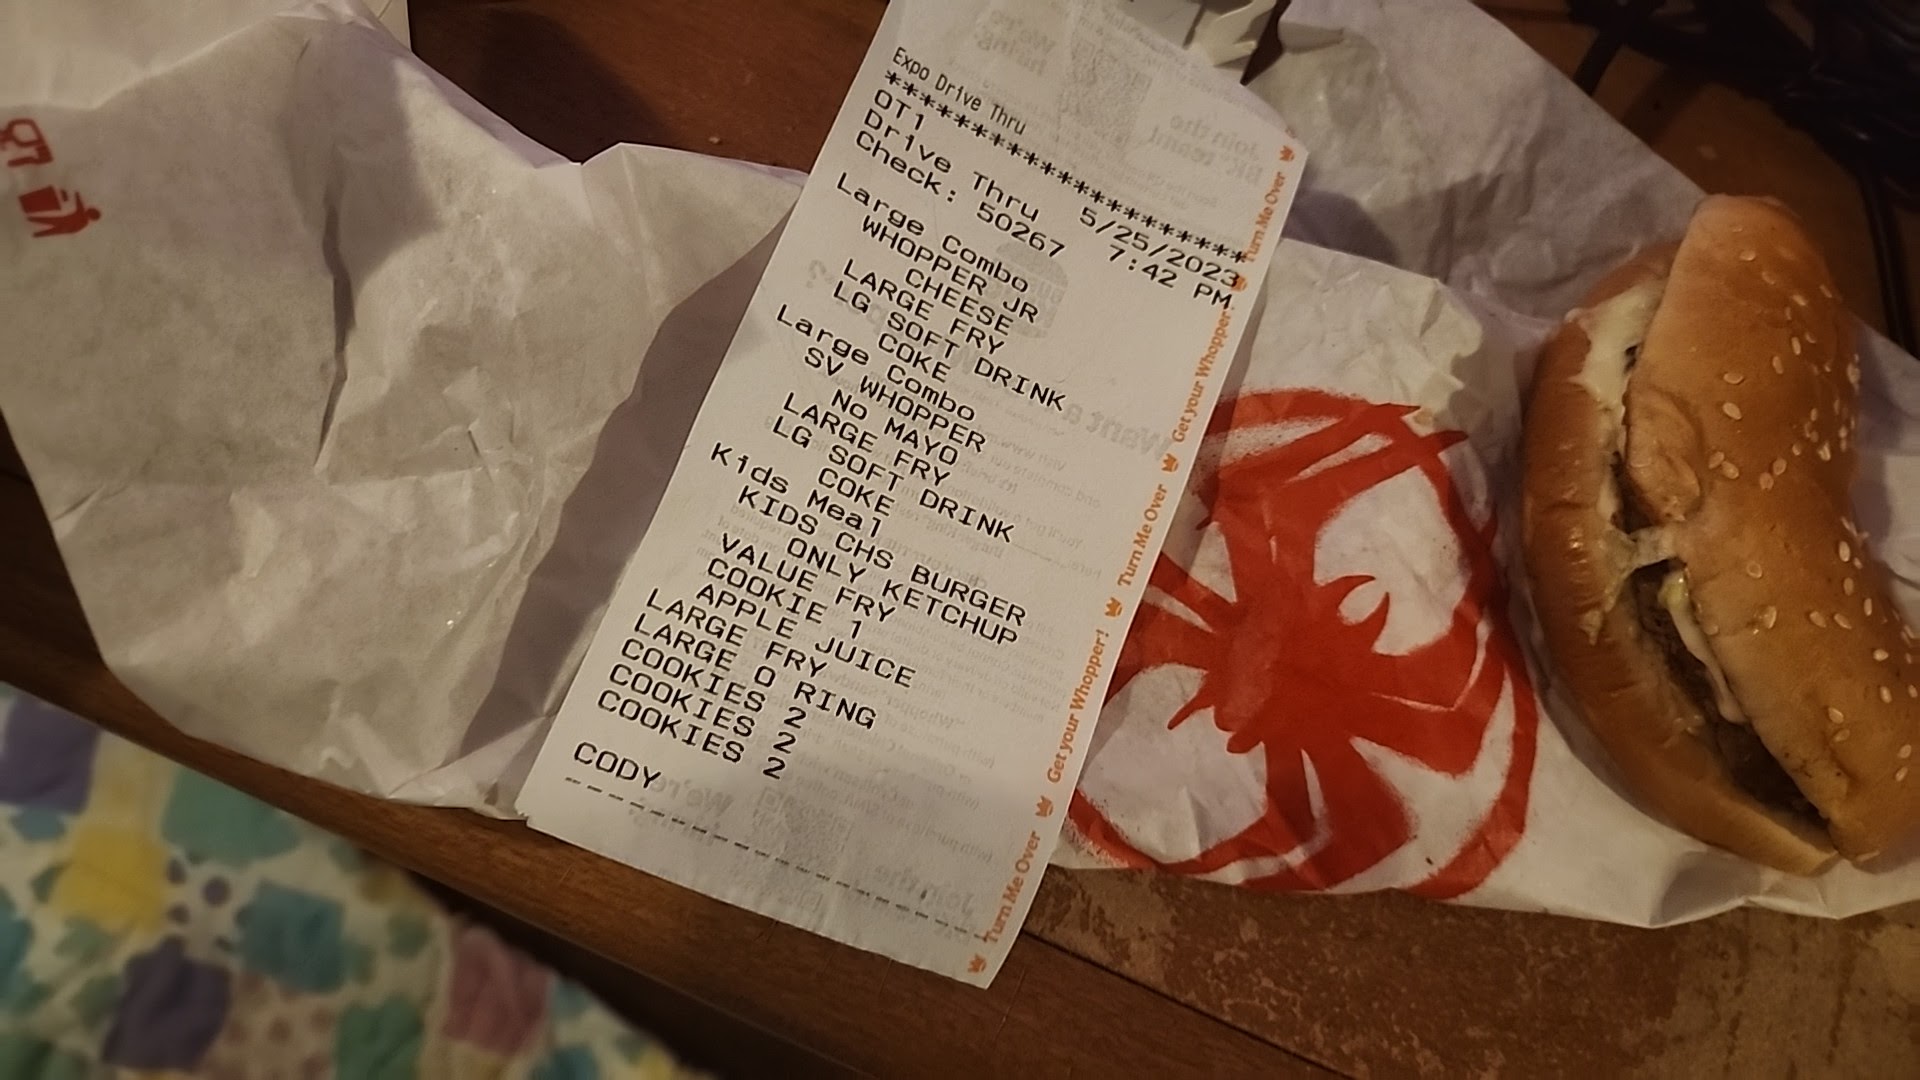 Expo Drive Thru
*****************************
OT1
Drive Thru 5/25/2023
Check: 50267 7:42 PM
Large Combo
WHOPPER JR
CHEESE
LARGE FRY
LG SOFT DRINK
COKE
Large Combo
SV WHOPPER
No MAYO
LARGE FRY
LG SOFT DRINK
COKE
Kids Meal
KIDS CHS BURGER
ONLY KETCHUP
VALUE FRY
COOKIE 1
APPLE JUICE
LARGE FRY
LARGE O RING
COOKIES 2
COOKIES 2
COOKIES 2
CODY
Turn Me Over
Get your Whopper!
Turn Me Over
Get your Whopper!
Turn Me Over